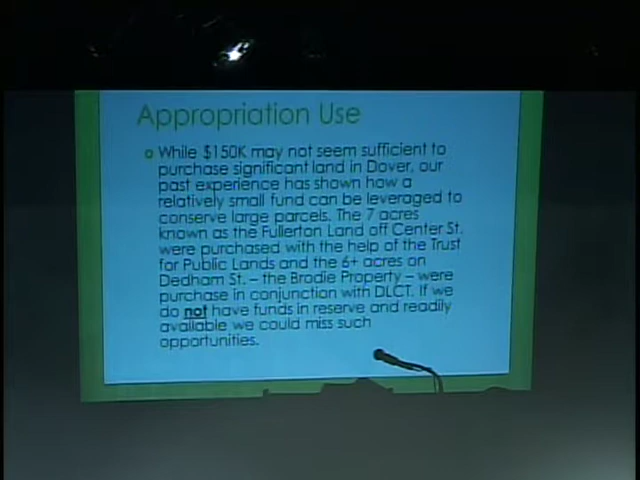 Appropriation Use
While $150K may not seem sufficient to
purchase significant land in Dover, our
past experience has shown how a
relatively small fund can be leveraged to
conserve large parcels. The 7 acres
known as the Fullerton Land off Center St.
were purchased with the help of the Trust
for Public Lands and the 6+ acres on
Dedham St. – the Brodie Property – were
purchase in conjunction with DLCT. If we
do not have funds in reserve and readily
available we could miss such
opportunities.